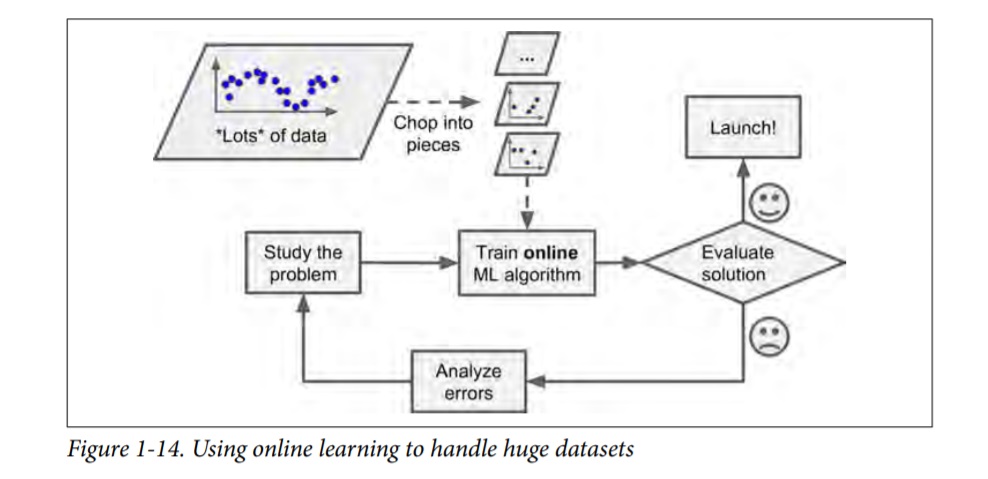 *Lots* of data
Chop into
pieces
...
Launch!
Study the
problem
Train online
ML algorithm
Evaluate
solution
Analyze
errors
Figure 1-14. Using online learning to handle huge datasets